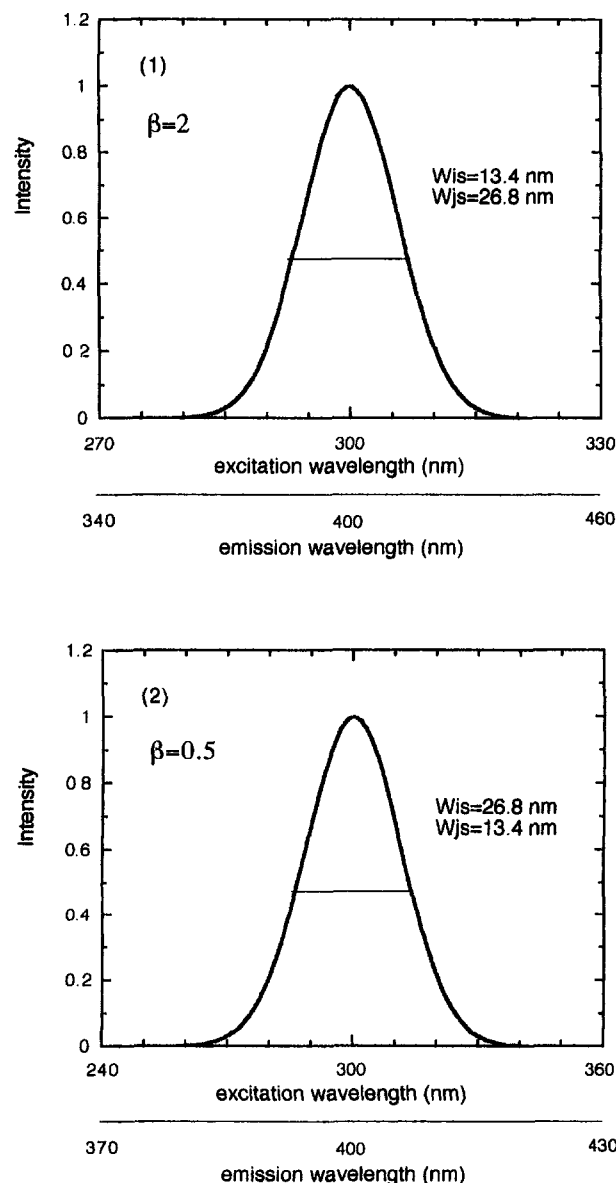 1.2
(1)
1
β=2
0.8
Wis=13.4 nm
Wjs=26.8 nm
Intensity
0.6
0.4
0 2
0
270 300 330
excitation wavelength (nm)
340 400 460
emission wavelength (nm)
1 2
(2)
1
β=0.5
0.8
Wis=26.8 nm
Wjs=13.4 nm
Intensity
0.6
0.4
0.2
0
240 300 360
excitation wavelength (nm)
370 400 430
emission wavelength (nm)